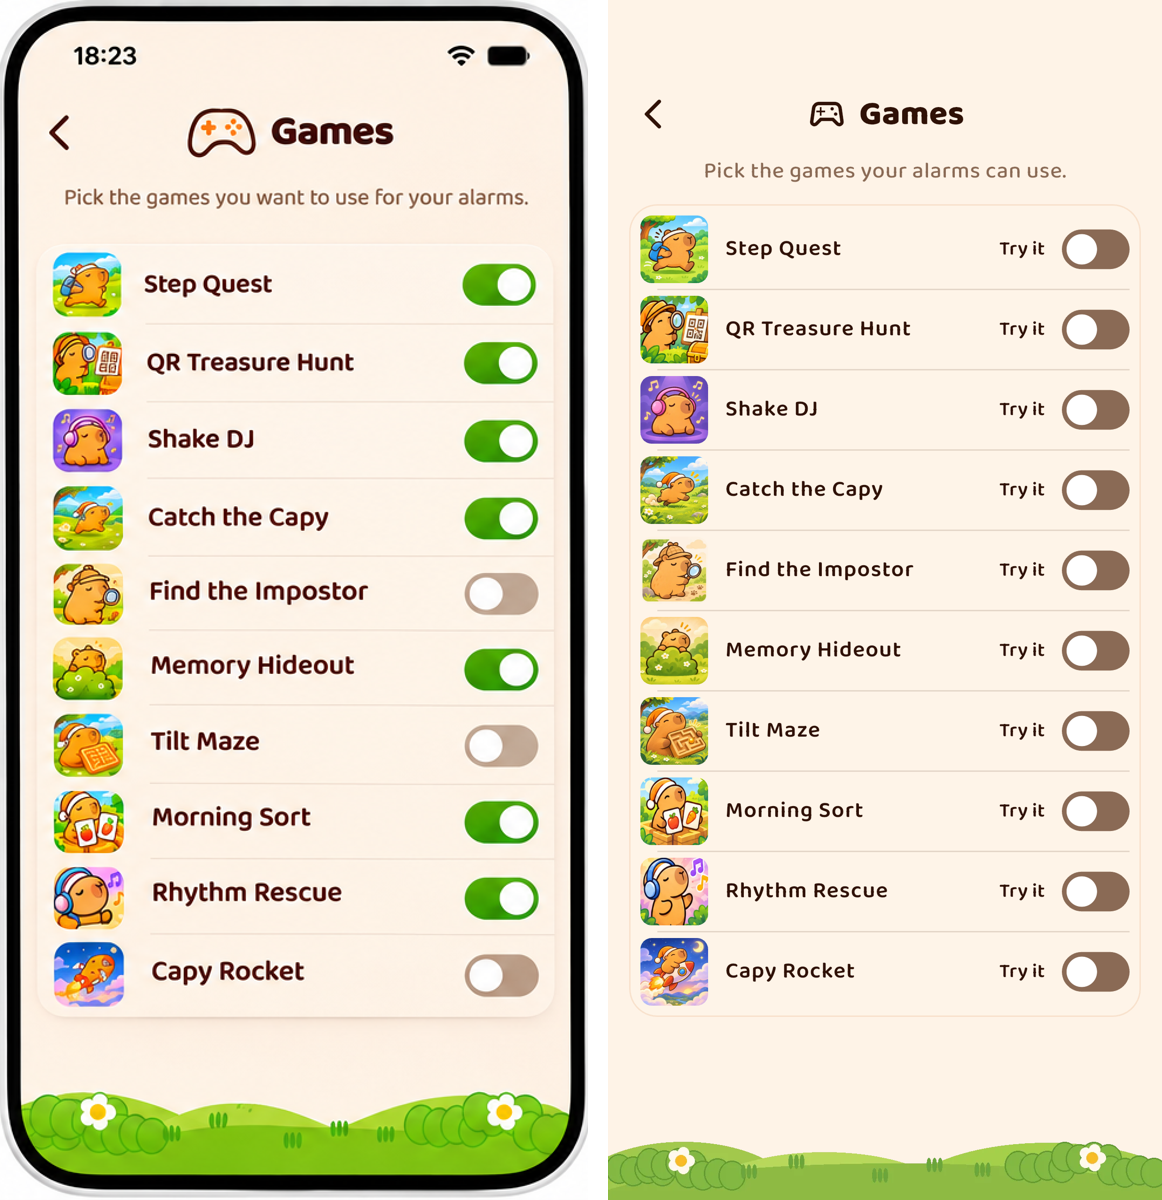 18:23
Games
Pick the games you want to use for your alarms.
Step Quest
QR Treasure Hunt
Shake DJ
Catch the Capy
Find the Impostor
Memory Hideout
Tilt Maze
Morning Sort
Rhythm Rescue
Capy Rocket
Games
Pick the games your alarms can use.
Step Quest Try it
QR Treasure Hunt Try it
Shake DJ Try it
Catch the Capy Try it
Find the Impostor Try it
Memory Hideout Try it
Tilt Maze Try it
Morning Sort Try it
Rhythm Rescue Try it
Capy Rocket Try it